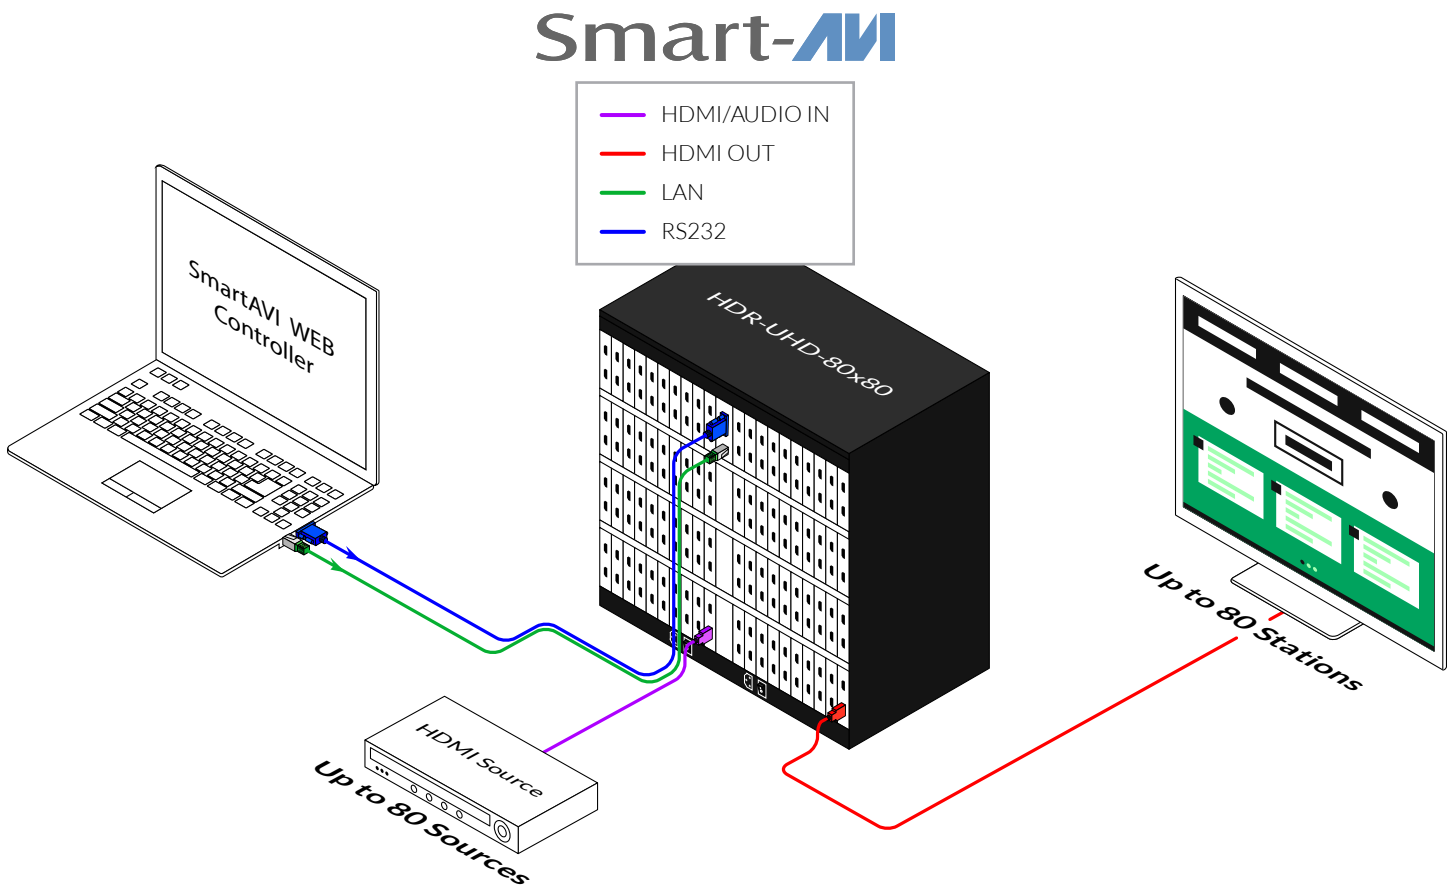 Smart-AVI
HDMI/AUDIO IN
HDMI OUT
LAN
RS232
SmartAVI WEB
Controller
HDR-UHD-80x80
Up to 80 Stations
HDMI Source
Up to 80 Sources